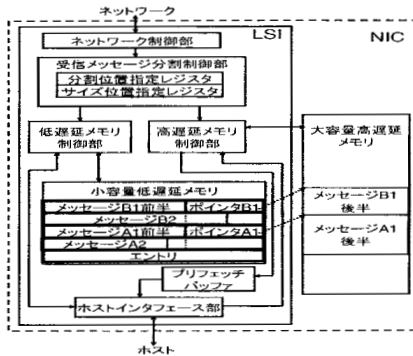 ネットワーク
LSI
NIC
ネットワーク制御部
受信メッセージ分割制御部
分割位置指定レジスタ
サイズ位置指定レジスタ
低遅延メモリ
制御部
高遅延メモリ
制御部
大容量高遅延
メモリ
小容量低遅延メモリ
メッセージB1前半
ポインタB1
メッセージB2
メッセージA1前半
ポインタA1
メッセージA2
エントリ
メッセージB1
後半
メッセージA1
後半
プリフェッチ
バッファ
ホストインタフェース部
ホスト